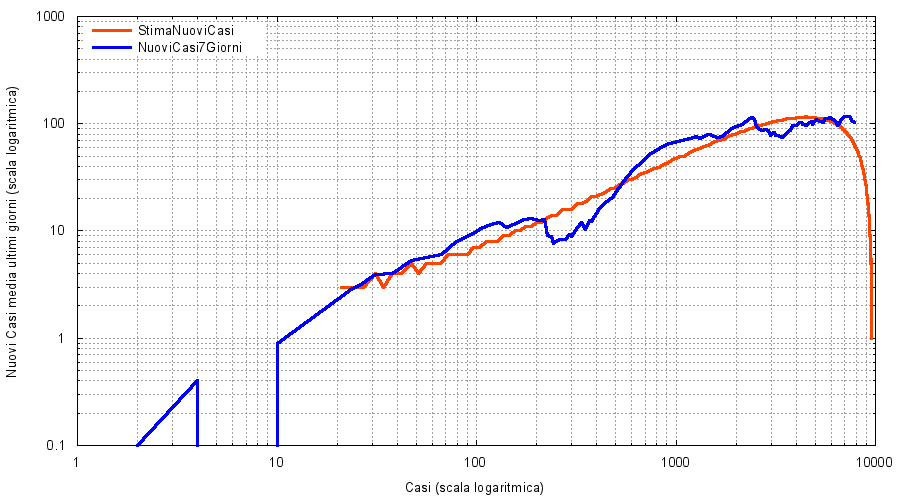 1000
100
10
1
0.1
StimaNuoviCasi
NuoviCasi7Giorni
Nuovi Casi media ultimi giorni (scala logaritmica)
1 10 100 1000 10000
Casi (scala logaritmica)